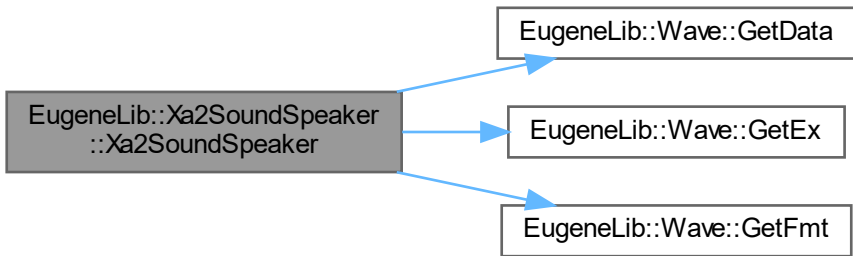 EugeneLib::Wave::GetData
EugeneLib::Xa2SoundSpeaker
::Xa2SoundSpeaker
EugeneLib::Wave::GetEx
EugeneLib::Wave::GetFmt